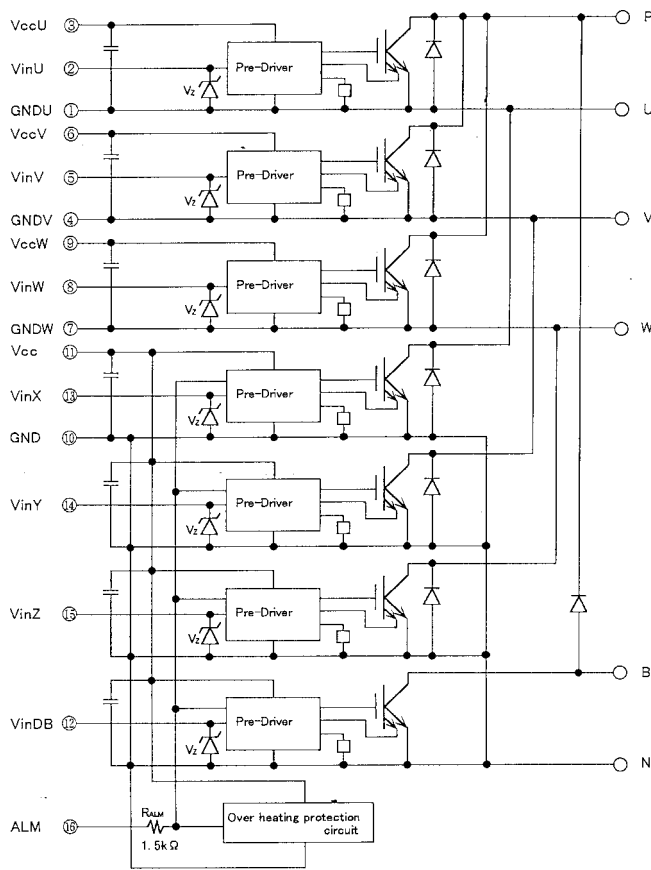 VccU ③
P
VinU ②
Pre-Driver
Vz
GNDU ①
U
VccV ⑥
VinV ⑤
Pre-Driver
Vz
GNDV ④
V
VccW ⑨
VinW ⑧
Pre-Driver
Vz
GNDW ⑦
W
Vcc ⑪
VinX ⑬
Pre-Driver
Vz
GND ⑩
VinY ⑭
Pre-Driver
Vz
VinZ ⑮
Pre-Driver
Vz
B
VinDB ⑫
Pre-Driver
Vz
N
ALM ⑯
RALM
1.5kΩ
Over heating protection
circuit